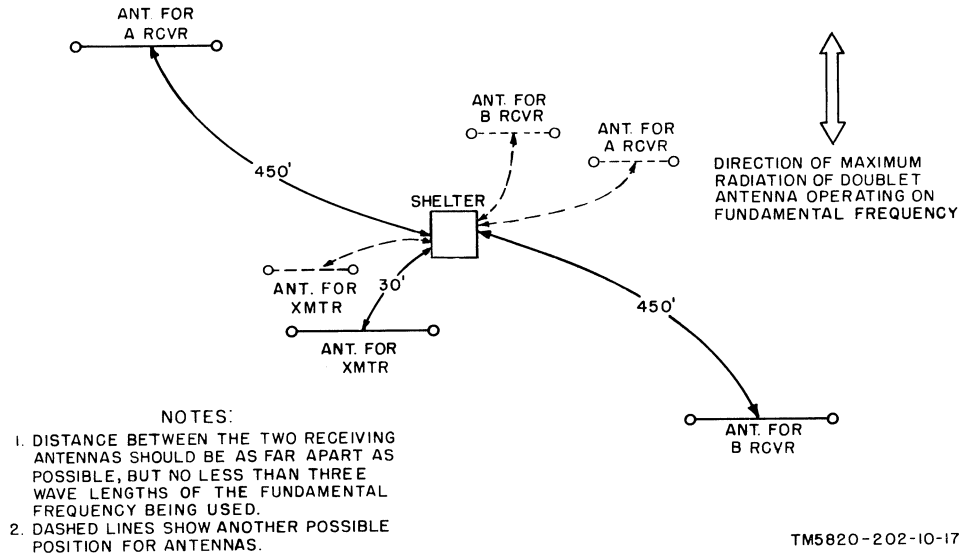 ANT. FOR
A RCVR
450'
ANT. FOR
B RCVR
ANT. FOR
A RCVR
DIRECTION OF MAXIMUM
RADIATION OF DOUBLET
ANTENNA OPERATING ON
FUNDAMENTAL FREQUENCY
SHELTER
ANT. FOR
XMTR
30'
ANT. FOR
XMTR
450'
ANT. FOR
B RCVR
NOTES:
1. DISTANCE BETWEEN THE TWO RECEIVING
ANTENNAS SHOULD BE AS FAR APART AS
POSSIBLE, BUT NO LESS THAN THREE
WAVE LENGTHS OF THE FUNDAMENTAL
FREQUENCY BEING USED.
2. DASHED LINES SHOW ANOTHER POSSIBLE
POSITION FOR ANTENNAS.
TM5820-202-10-17